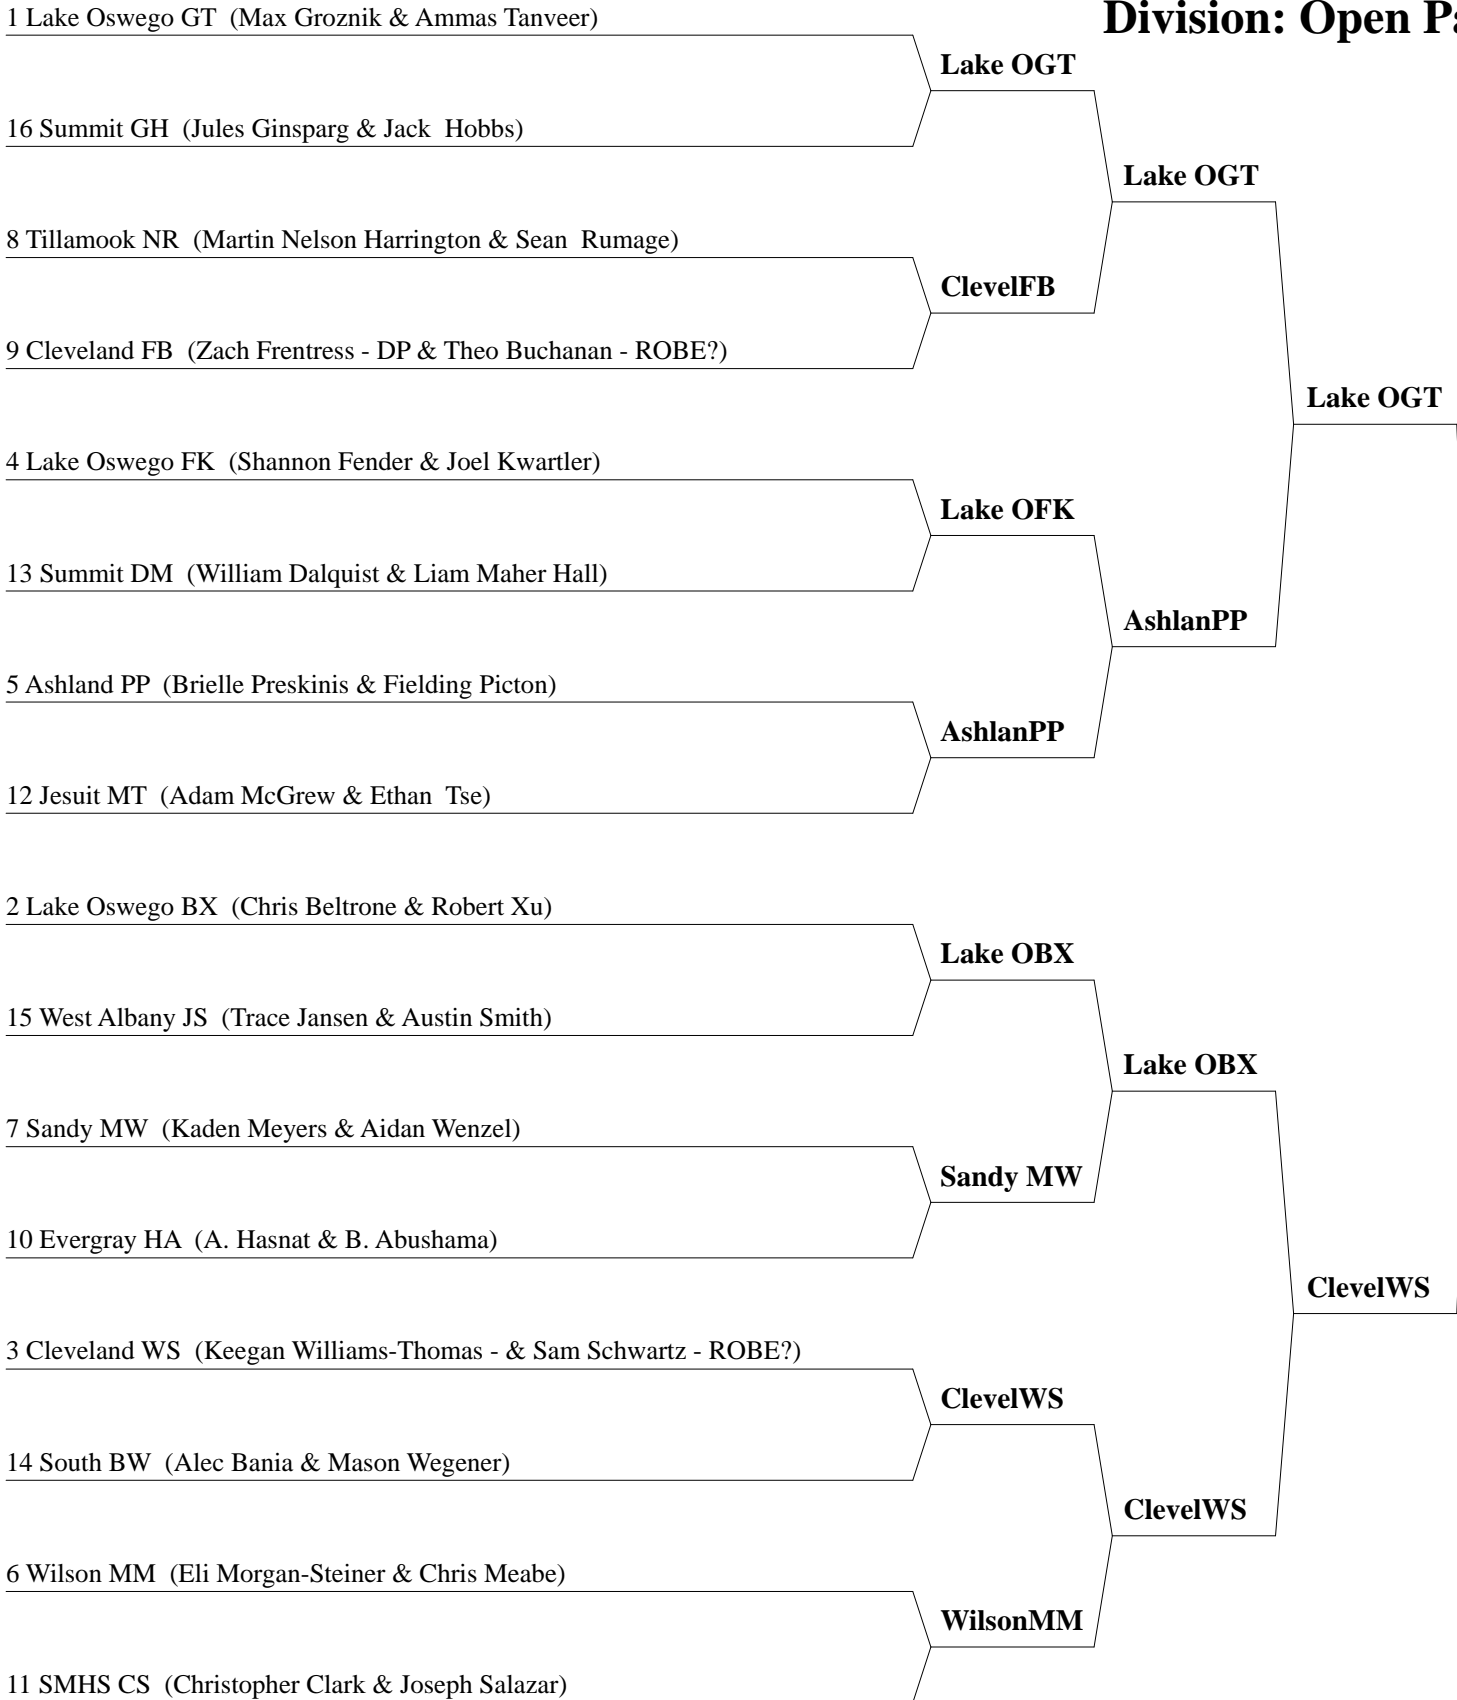 Division: Open Pa
1 Lake Oswego GT (Max Groznik & Ammas Tanveer)
Lake OGT
16 Summit GH (Jules Ginsparg & Jack Hobbs)
Lake OGT
8 Tillamook NR (Martin Nelson Harrington & Sean Rumage)
ClevelFB
9 Cleveland FB (Zach Frentress - DP & Theo Buchanan - ROBE?)
Lake OGT
4 Lake Oswego FK (Shannon Fender & Joel Kwartler)
Lake OFK
13 Summit DM (William Dalquist & Liam Maher Hall)
AshlanPP
5 Ashland PP (Brielle Preskinis & Fielding Picton)
AshlanPP
12 Jesuit MT (Adam McGrew & Ethan Tse)
2 Lake Oswego BX (Chris Beltrone & Robert Xu)
Lake OBX
15 West Albany JS (Trace Jansen & Austin Smith)
Lake OBX
7 Sandy MW (Kaden Meyers & Aidan Wenzel)
Sandy MW
10 Evergray HA (A. Hasnat & B. Abushama)
ClevelWS
3 Cleveland WS (Keegan Williams-Thomas - & Sam Schwartz - ROBE?)
ClevelWS
14 South BW (Alec Bania & Mason Wegener)
ClevelWS
6 Wilson MM (Eli Morgan-Steiner & Chris Meabe)
WilsonMM
11 SMHS CS (Christopher Clark & Joseph Salazar)